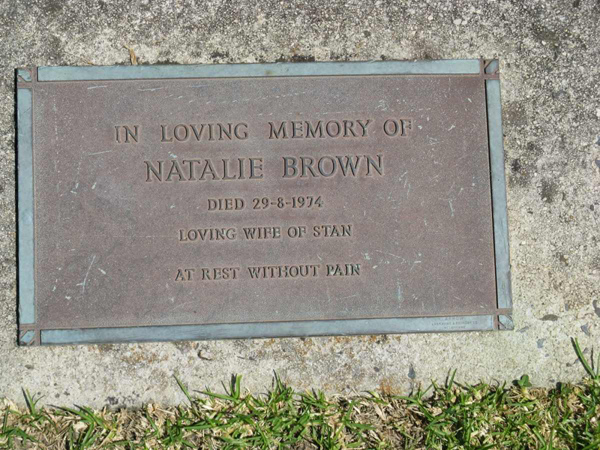 IN LOVING MEMORY OF
NATALIE BROWN
DIED 29-8-1974
LOVING WIFE OF STAN
AT REST WITHOUT PAIN